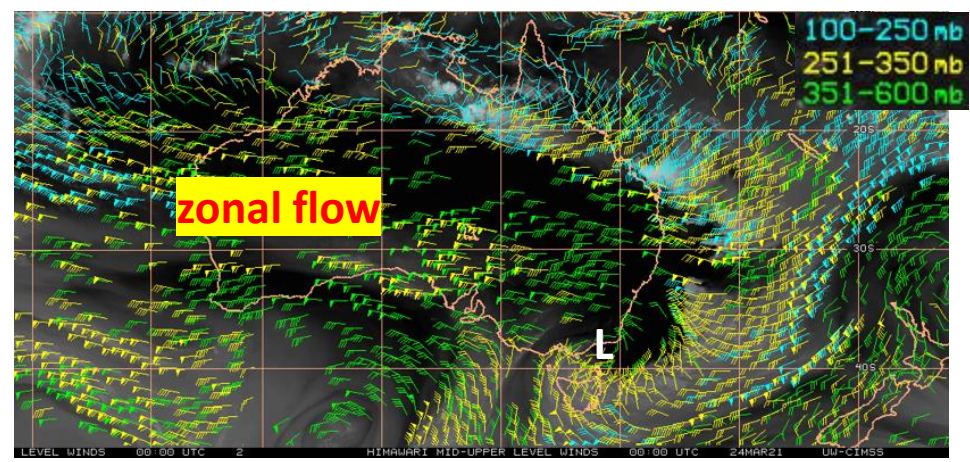 100-250 mb
251-350 mb
351-600 mb
20S
zonal flow
30S
L
40S
LEVEL WINDS 00:00 UTC 2 HIMAWARI MID-UPPER LEVEL WINDS 00:00 UTC 24MAR21 UW-CIMSS